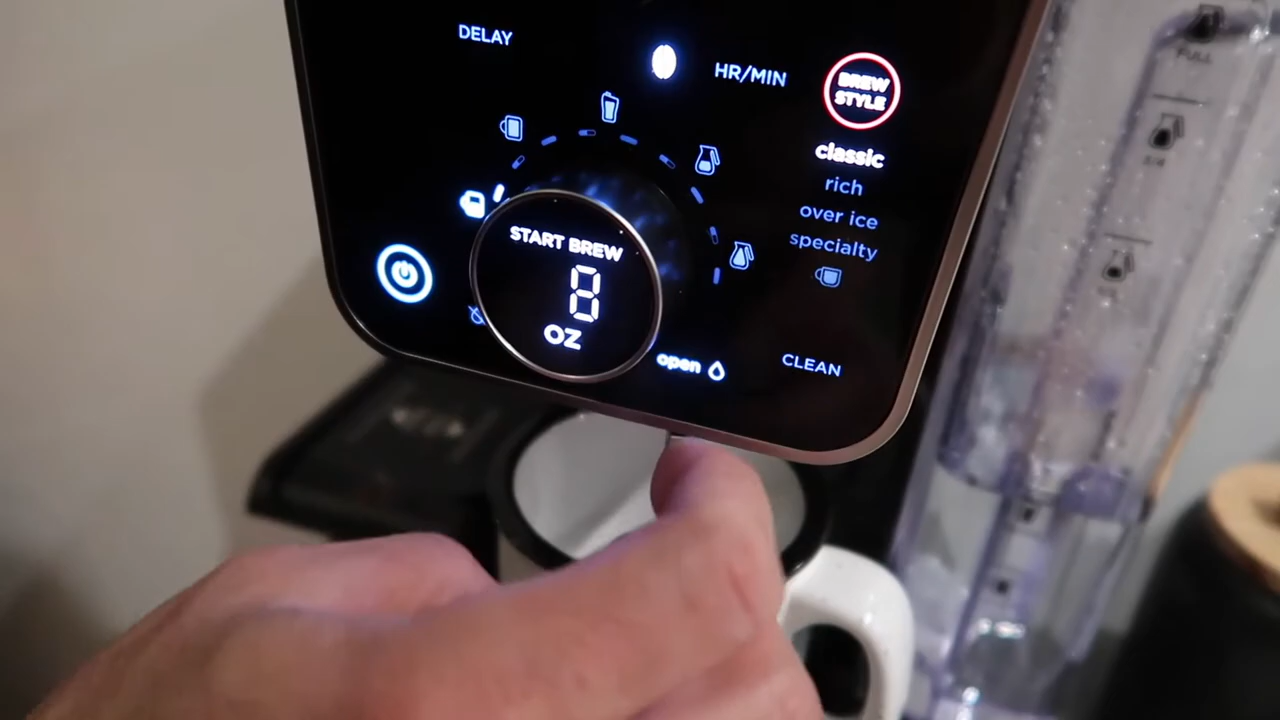 DELAY
HR/MIN
BREW
STYLE
classic
rich
over ice
specialty
START BREW
8
OZ
open
CLEAN
FULL